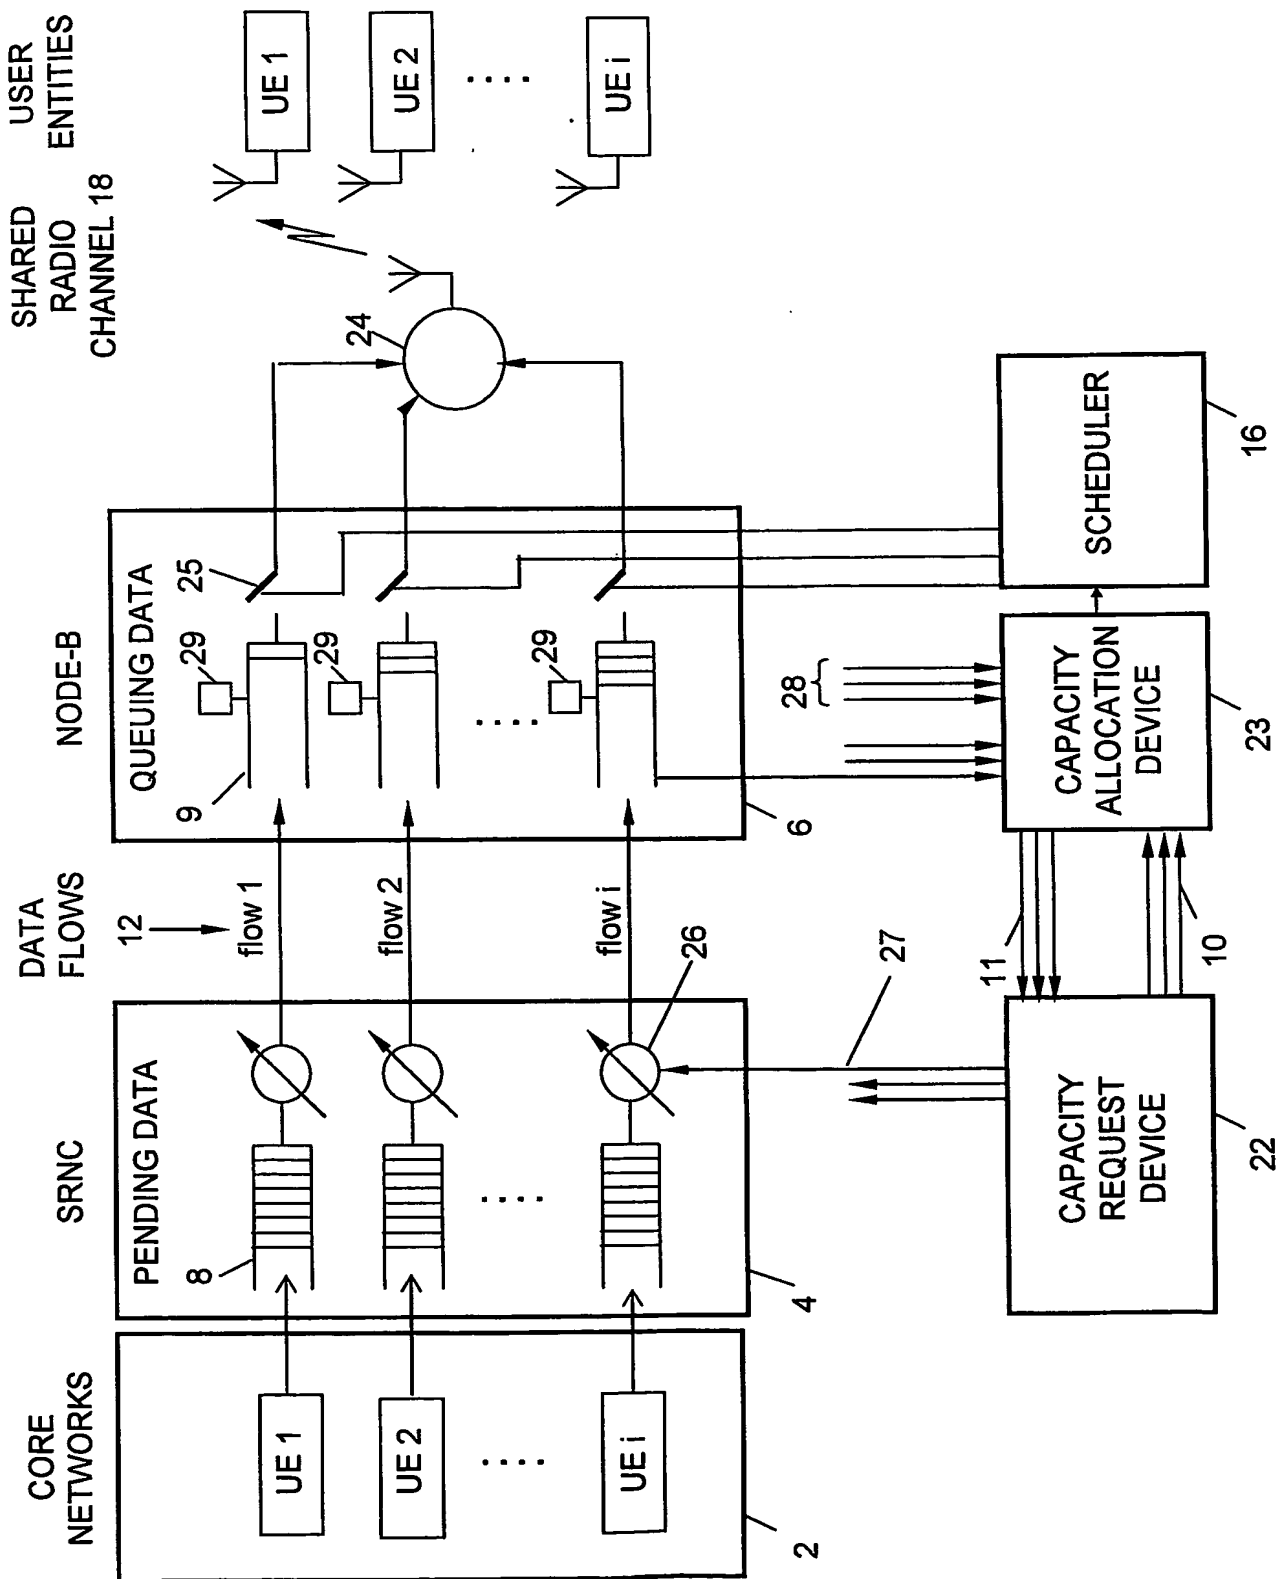 CORE
NETWORKS
SRNC
DATA
FLOWS
NODE-B
SHARED
RADIO
CHANNEL 18
USER
ENTITIES
PENDING DATA
QUEUING DATA
12
8
9
25
29
29
29
24
UE 1
UE 2
....
UE i
....
flow 1
flow 2
flow i
26
....
UE 1
UE 2
....
UE i
2
4
6
27
28
11
10
CAPACITY
REQUEST
DEVICE
22
CAPACITY
ALLOCATION
DEVICE
23
SCHEDULER
16